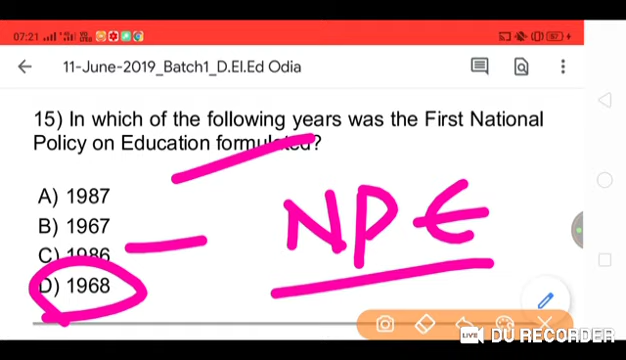 07:21
11-June-2019_Batch1_D.El.Ed Odia
15) In which of the following years was the First National
Policy on Education formulated?
A) 1987
B) 1967
C) 1986
D) 1968
NPE
LIVE DU RECORDER